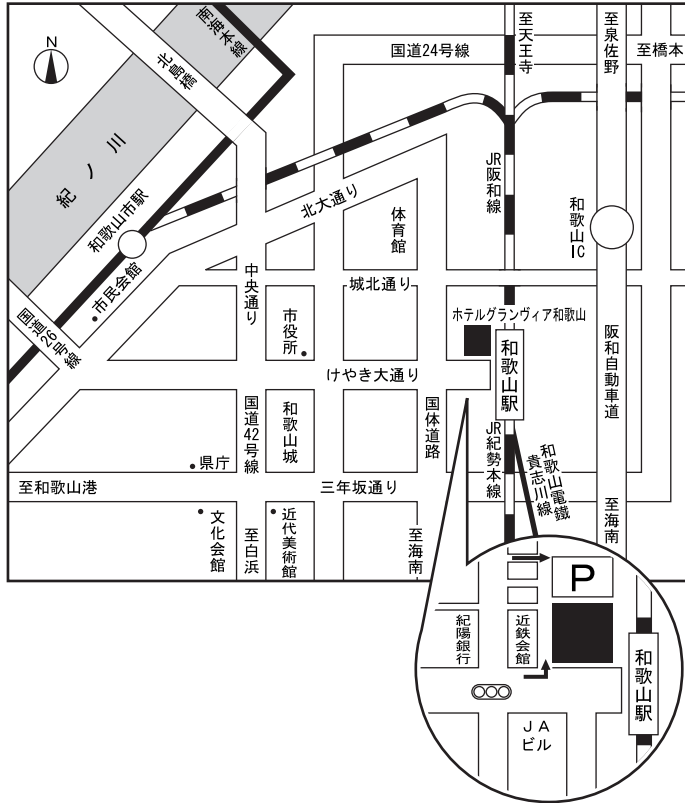 N
北島橋
南海本線
至天王寺
至泉佐野
国道24号線
至橋本
紀ノ川
JR阪和線
和歌山市駅
北大通り
体育館
和歌山IC
市民会館
中央通り
城北通り
国道26号線
市役所
ホテルグランヴィア和歌山
和歌山駅
阪和自動車道
けやき大通り
国道42号線
和歌山城
国体道路
JR紀勢本線
和歌山電鐵
貴志川線
県庁
至和歌山港
三年坂通り
文化会館
至白浜
近代美術館
至海南
至海南
P
紀陽銀行
近鉄会館
和歌山駅
JA
ビル